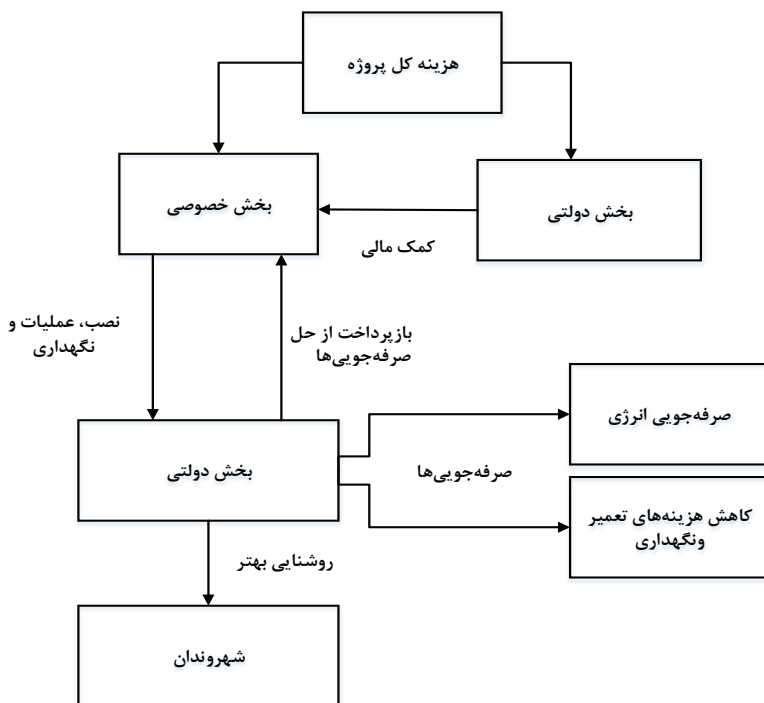 هزینه کل پروژه
بخش خصوصی
بخش دولتی
کمک مالی
نصب، عملیات و
نگهداری
بازپرداخت از حل
صرفه‌جویی‌ها
صرفه‌جویی انرژی
بخش دولتی
صرفه‌جویی‌ها
کاهش هزینه‌های تعمیر
ونگهداری
روشنایی بهتر
شهروندان